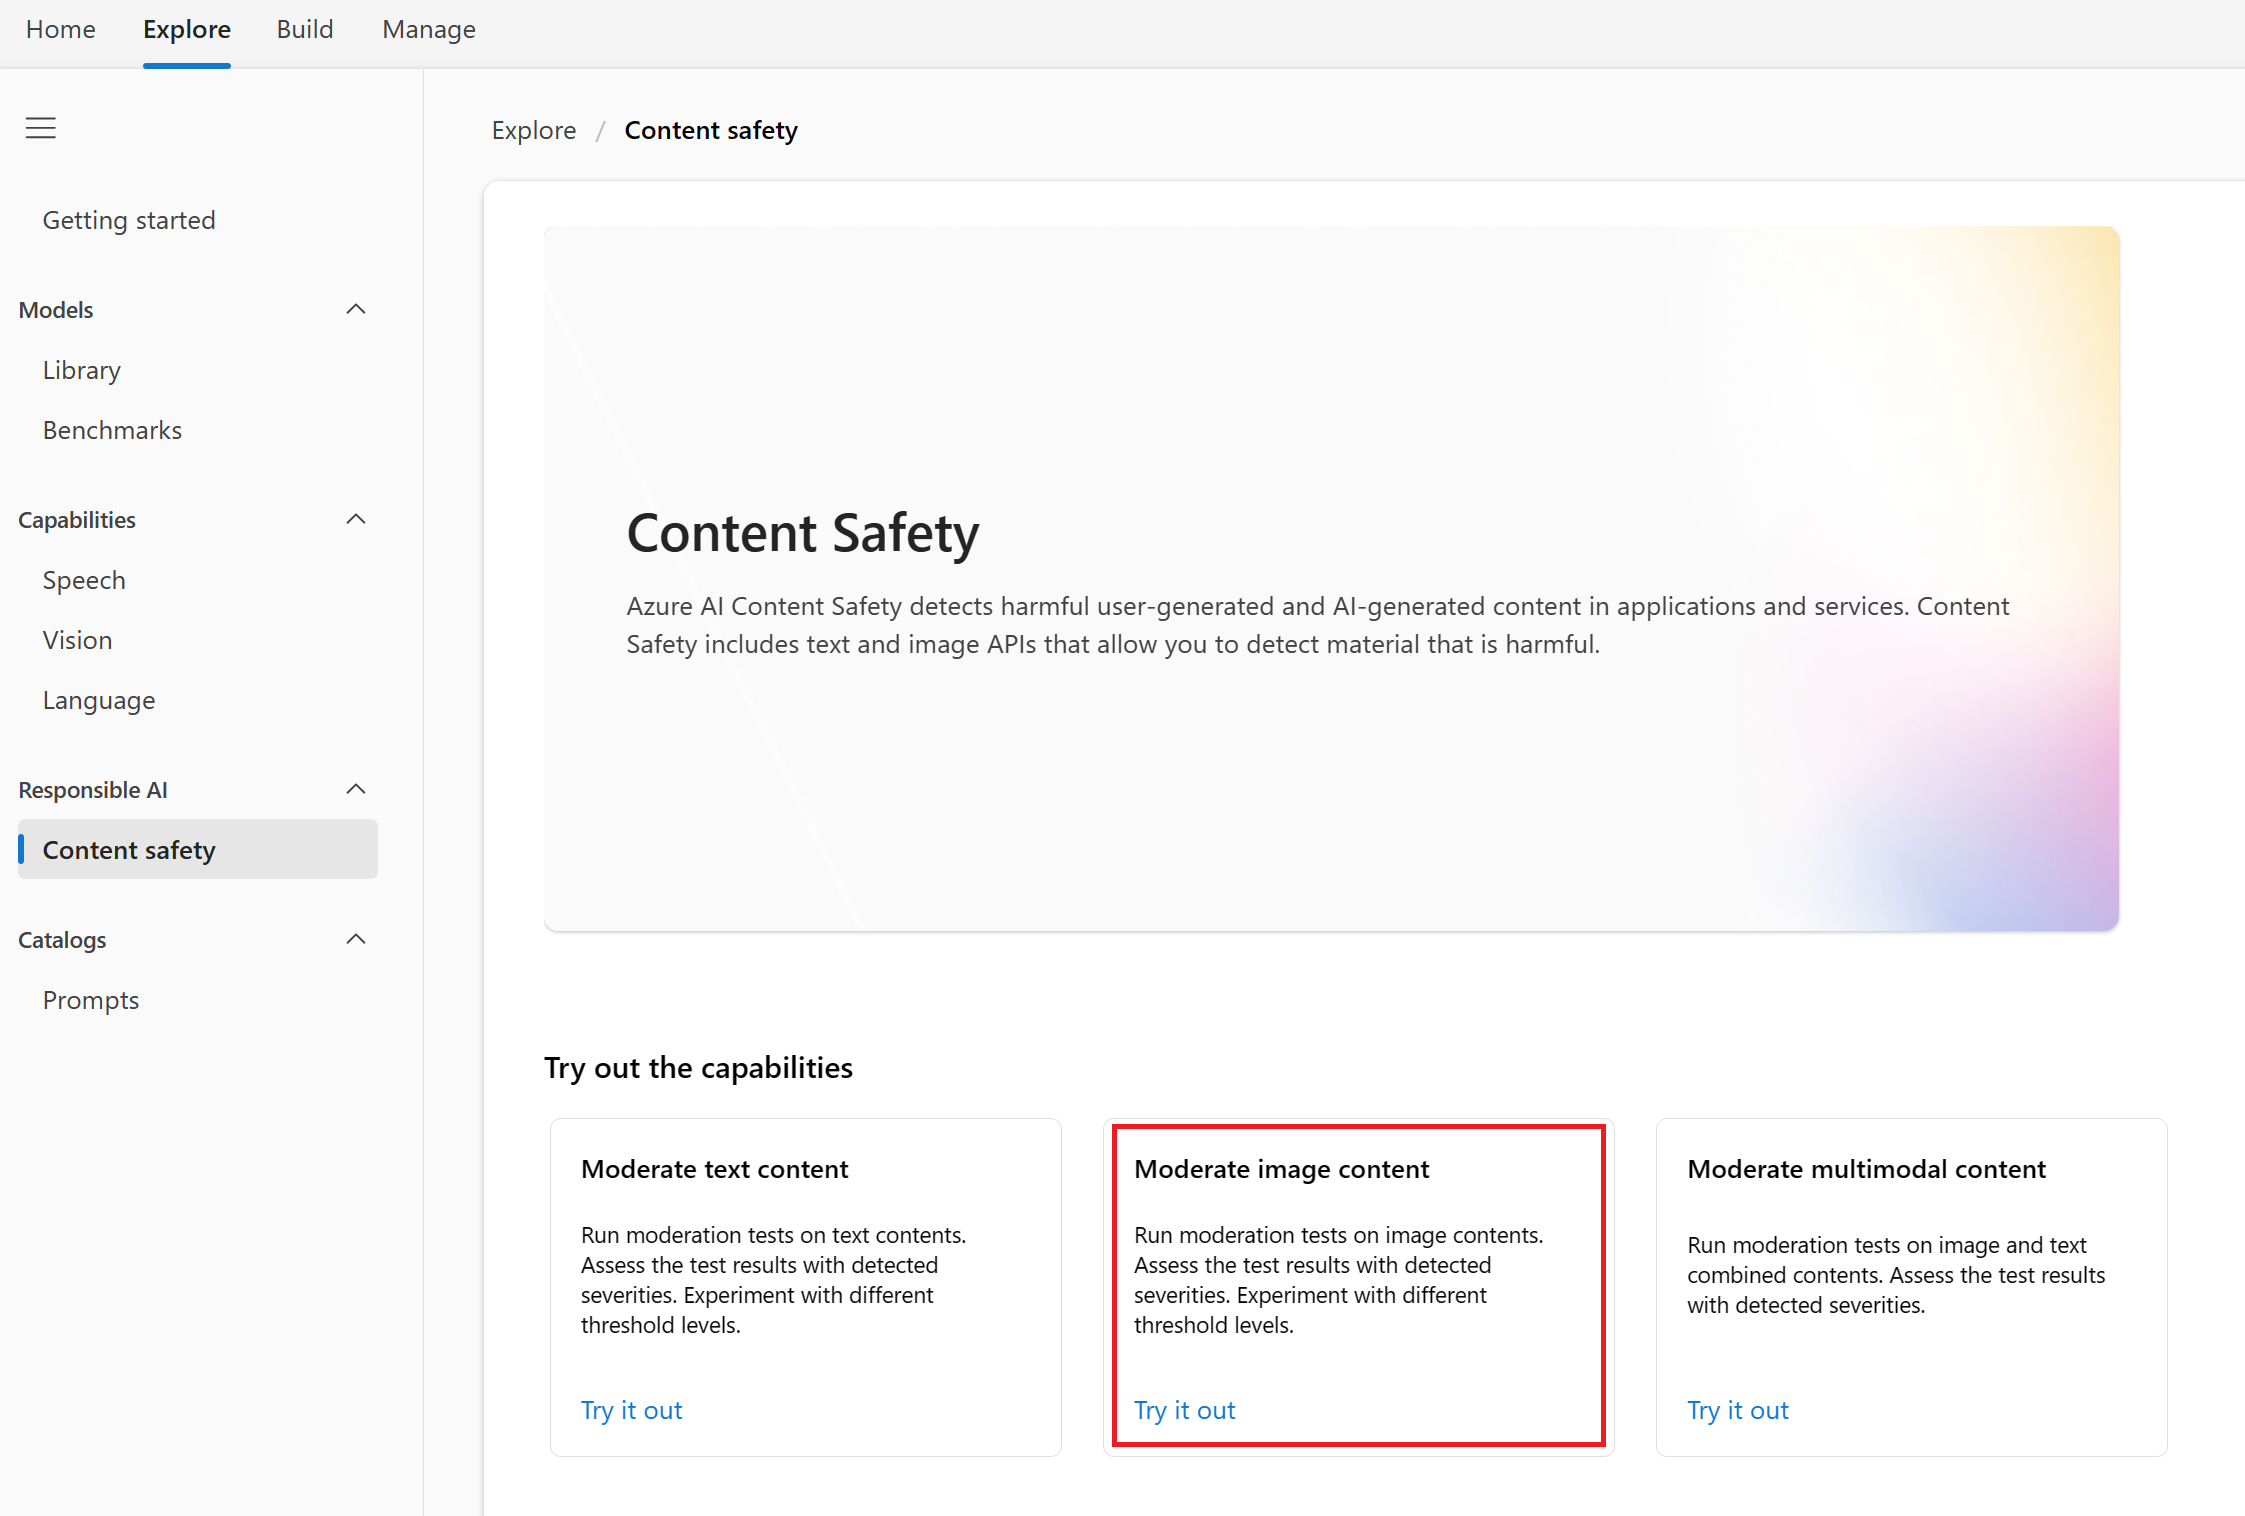 Home Explore Build Manage
Getting started
Models
Library
Benchmarks
Capabilities
Speech
Vision
Language
Responsible AI
Content safety
Catalogs
Prompts
Explore / Content safety
Content Safety
Azure AI Content Safety detects harmful user-generated and AI-generated content in applications and services. Content
Safety includes text and image APIs that allow you to detect material that is harmful.
Try out the capabilities
Moderate text content
Run moderation tests on text contents.
Assess the test results with detected
severities. Experiment with different
threshold levels.
Try it out
Moderate image content
Run moderation tests on image contents.
Assess the test results with detected
severities. Experiment with different
threshold levels.
Try it out
Moderate multimodal content
Run moderation tests on image and text
combined contents. Assess the test results
with detected severities.
Try it out